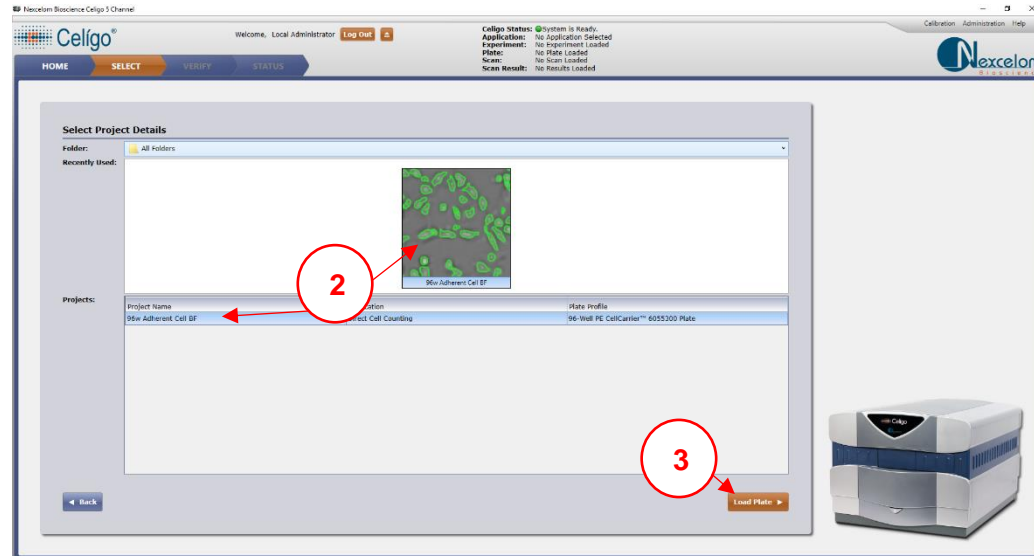 Nexcelom Bioscience Celigo 5 Channel
Celigo®
Welcome, Local Administrator Log Out
Celigo Status: System is Ready.
Application: No Application Selected
Experiment: No Experiment Loaded
Plate: No Plate Loaded
Scan: No Scan Loaded
Scan Result: No Results Loaded
Calibration Administration Help
Nexcelom
Bioscience
HOME SELECT VERIFY STATUS
Select Project Details
Folder: All Folders
Recently Used:
96w Adherent Cell BF
2
Projects:
Project Name Plate Profile
96w Adherent Cell BF Direct Cell Counting 96-Well PE CellCarrier™ 6055300 Plate
3
Back
Load Plate
Celigo